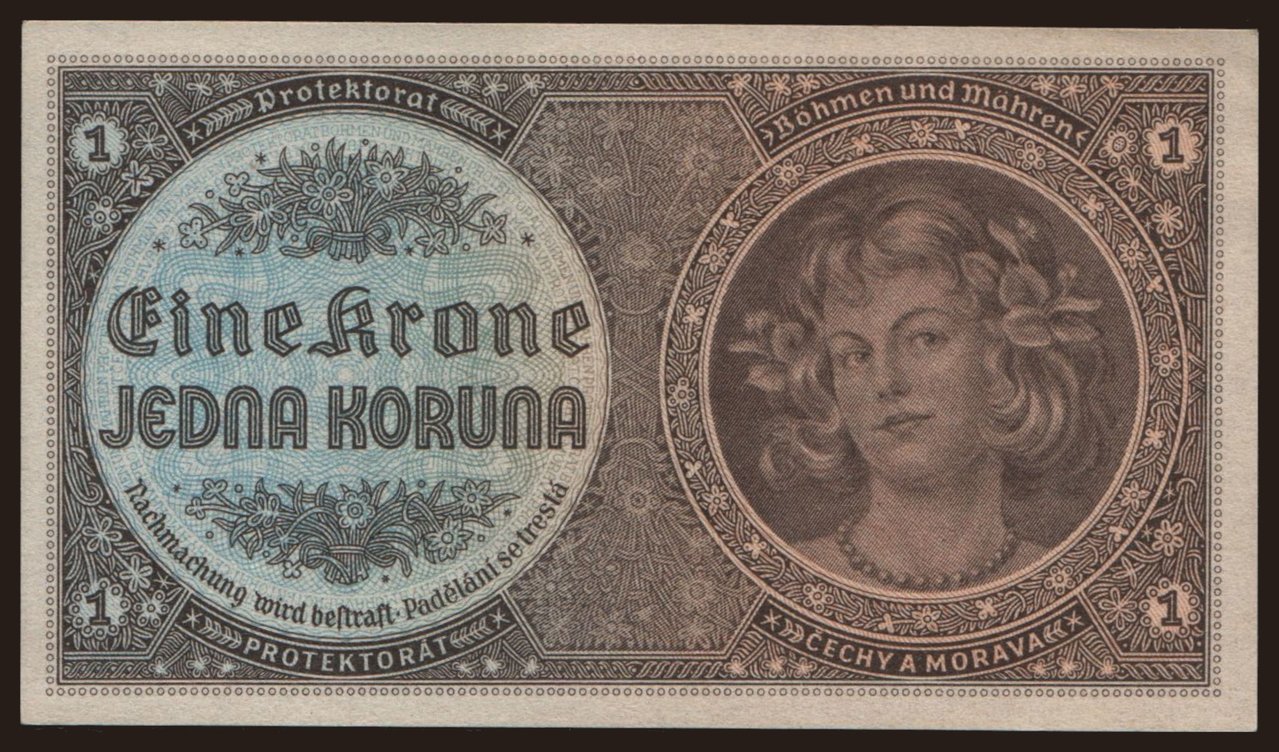 Protektorat
Böhmen und Mähren
1
1
Eine Krone
JEDNA KORUNA
Nachmachung wird bestraft · Padělání se trestá
1
1
PROTEKTORÁT
ČECHY A MORAVA